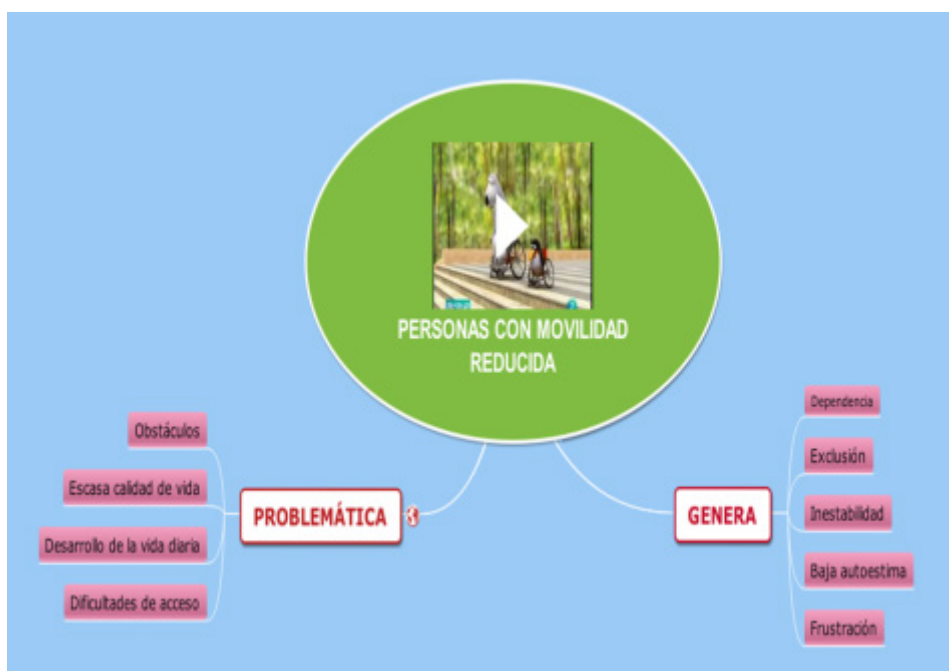 PERSONAS CON MOVILIDAD
REDUCIDA
PROBLEMÁTICA
Obstáculos
Escasa calidad de vida
Desarrollo de la vida diaria
Dificultades de acceso
GENERA
Dependencia
Exclusión
Inestabilidad
Baja autoestima
Frustración